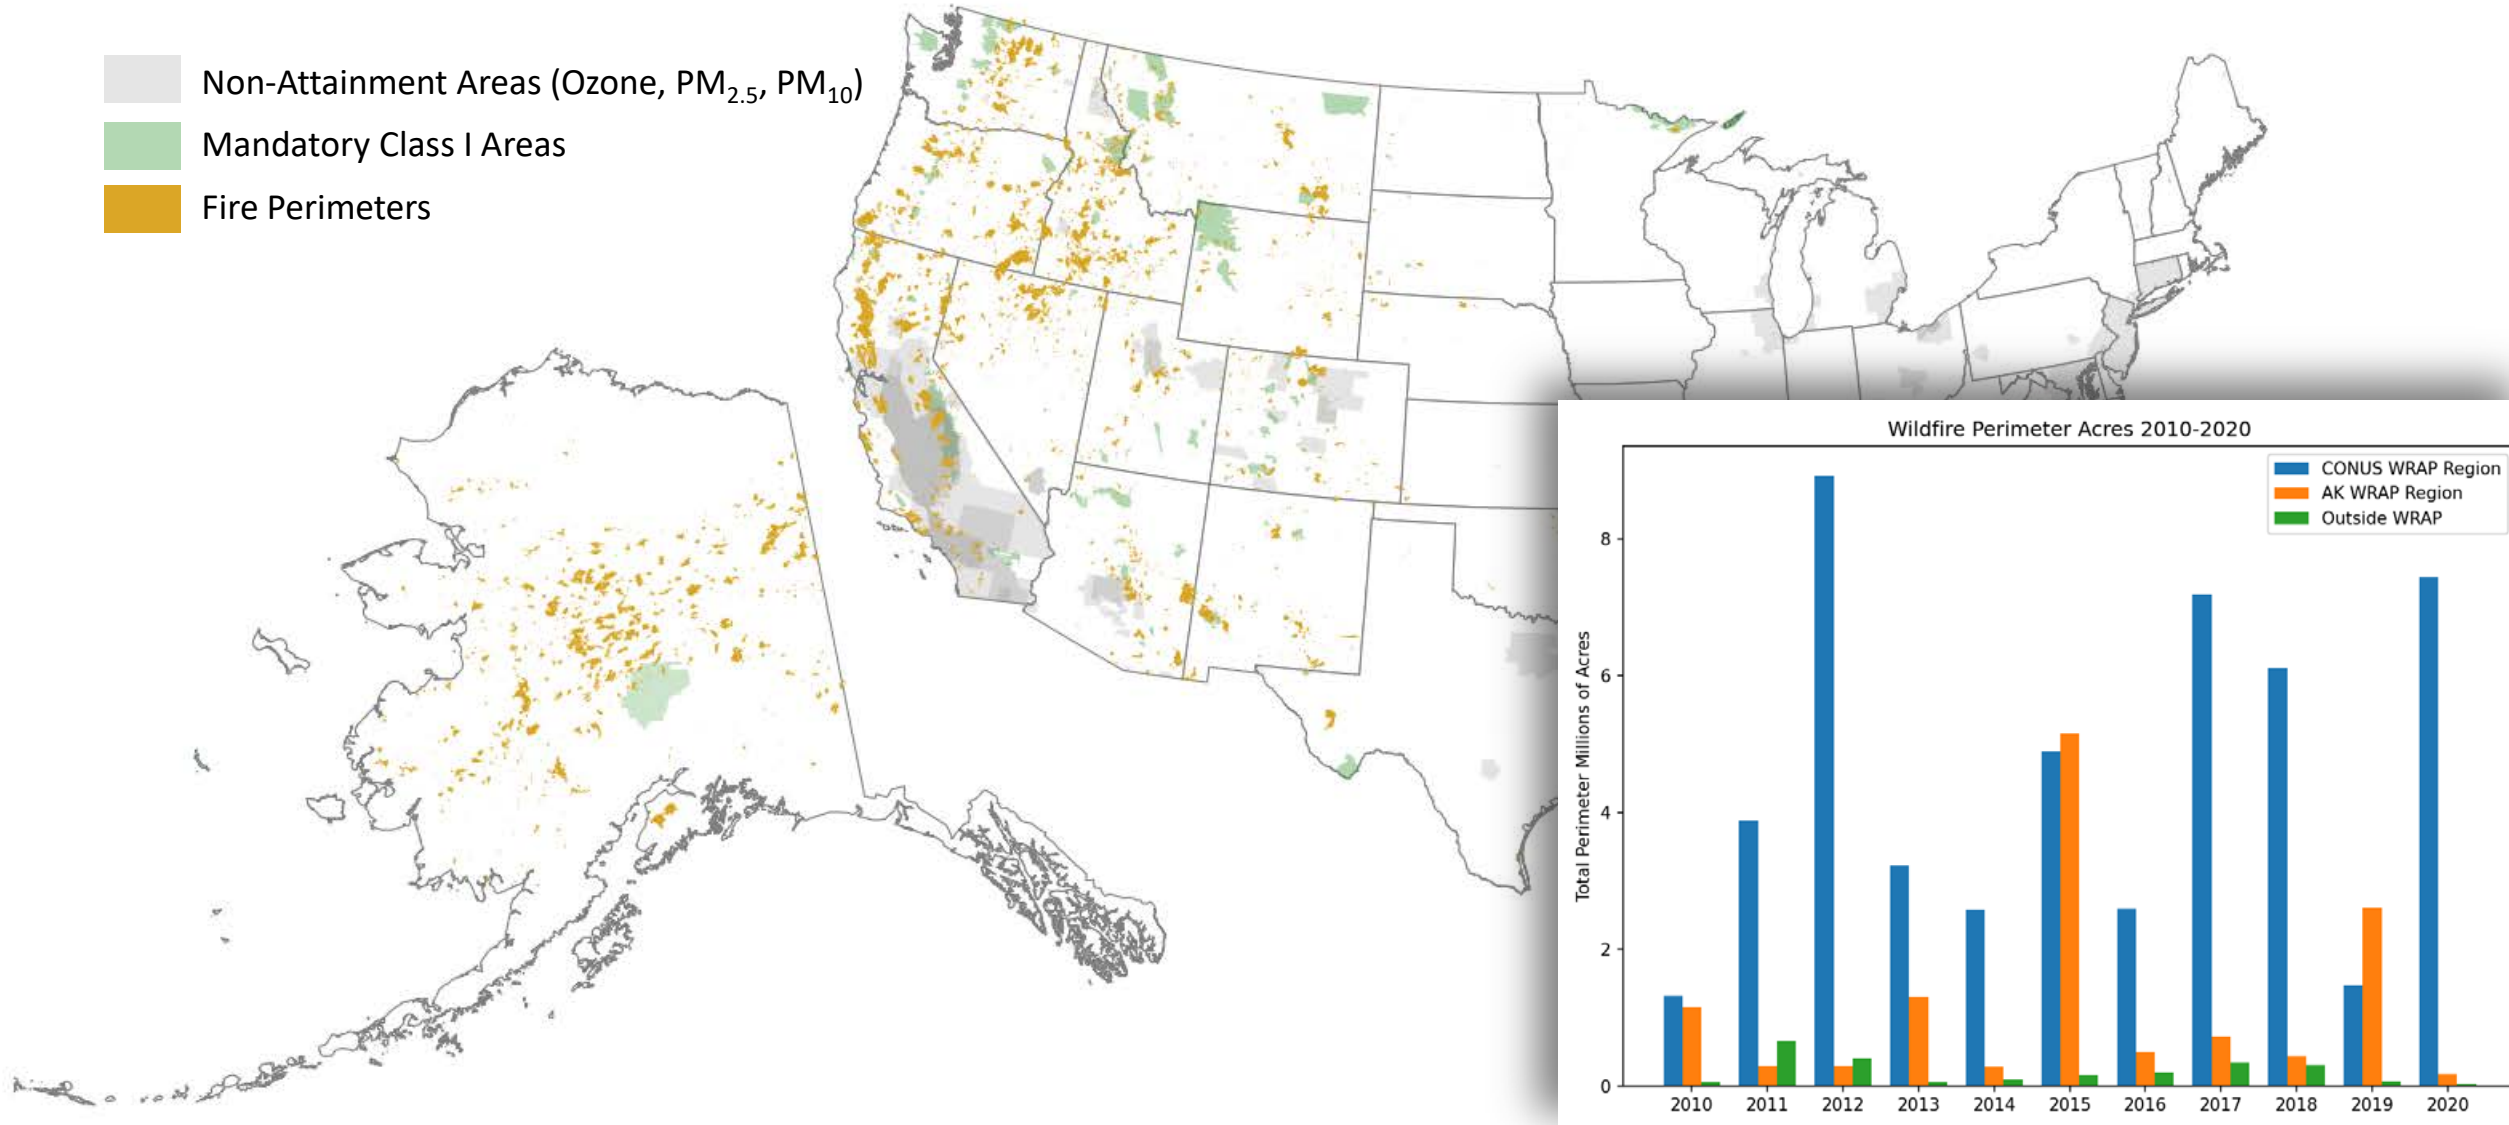 Non-Attainment Areas (Ozone, PM2.5, PM10)
Mandatory Class I Areas
Fire Perimeters
Wildfire Perimeter Acres 2010-2020
CONUS WRAP Region
AK WRAP Region
Outside WRAP
Total Perimeter Millions of Acres
8
6
4
2
0
2010 2011 2012 2013 2014 2015 2016 2017 2018 2019 2020